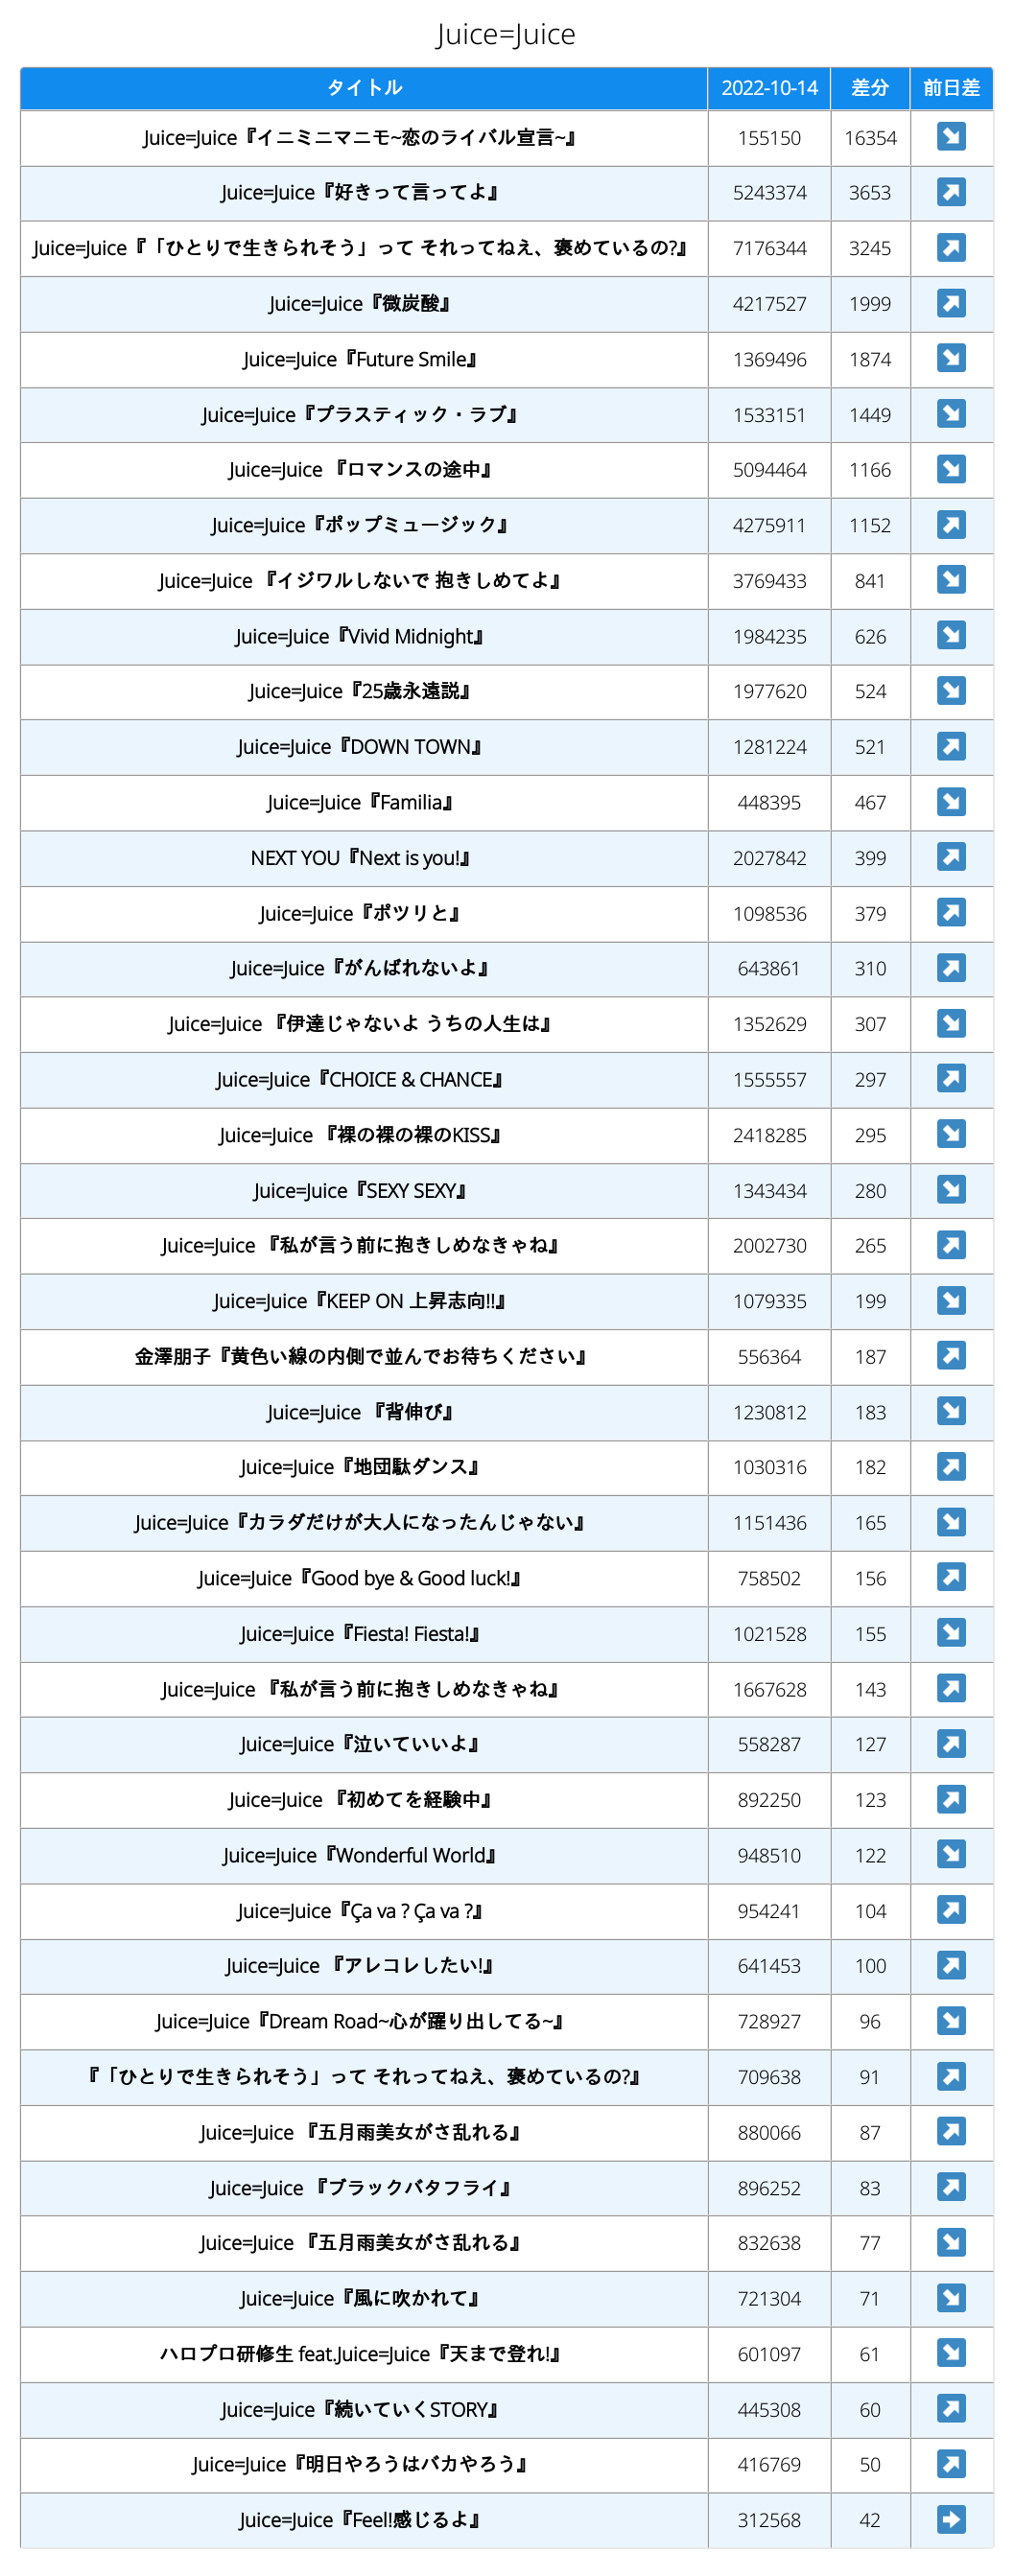 Juice=Juice
タイトル 2022-10-14 差分 前日差
Juice=Juice『イニミニマニモ~恋のライバル宣言~』 155150 16354 ↘
Juice=Juice『好きって言ってよ』 5243374 3653 ↗
Juice=Juice『「ひとりで生きられそう」って それってねえ、褒めているの?』 7176344 3245 ↗
Juice=Juice『微炭酸』 4217527 1999 ↗
Juice=Juice『Future Smile』 1369496 1874 ↘
Juice=Juice『プラスティック・ラブ』 1533151 1449 ↘
Juice=Juice 『ロマンスの途中』 5094464 1166 ↘
Juice=Juice『ポップミュージック』 4275911 1152 ↗
Juice=Juice 『イジワルしないで 抱きしめてよ』 3769433 841 ↘
Juice=Juice『Vivid Midnight』 1984235 626 ↘
Juice=Juice『25歳永遠説』 1977620 524 ↘
Juice=Juice『DOWN TOWN』 1281224 521 ↗
Juice=Juice『Familia』 448395 467 ↘
NEXT YOU『Next is you!』 2027842 399 ↗
Juice=Juice『ポツリと』 1098536 379 ↗
Juice=Juice『がんばれないよ』 643861 310 ↗
Juice=Juice 『伊達じゃないよ うちの人生は』 1352629 307 ↘
Juice=Juice『CHOICE & CHANCE』 1555557 297 ↗
Juice=Juice 『裸の裸の裸のKISS』 2418285 295 ↘
Juice=Juice『SEXY SEXY』 1343434 280 ↘
Juice=Juice 『私が言う前に抱きしめなきゃね』 2002730 265 ↗
Juice=Juice『KEEP ON 上昇志向!!』 1079335 199 ↘
金澤朋子『黄色い線の内側で並んでお待ちください』 556364 187 ↗
Juice=Juice 『背伸び』 1230812 183 ↘
Juice=Juice『地団駄ダンス』 1030316 182 ↗
Juice=Juice『カラダだけが大人になったんじゃない』 1151436 165 ↘
Juice=Juice『Good bye & Good luck!』 758502 156 ↗
Juice=Juice『Fiesta! Fiesta!』 1021528 155 ↘
Juice=Juice 『私が言う前に抱きしめなきゃね』 1667628 143 ↗
Juice=Juice『泣いていいよ』 558287 127 ↗
Juice=Juice 『初めてを経験中』 892250 123 ↗
Juice=Juice『Wonderful World』 948510 122 ↘
Juice=Juice『Ça va ? Ça va ?』 954241 104 ↗
Juice=Juice 『アレコレしたい!』 641453 100 ↗
Juice=Juice『Dream Road~心が躍り出してる~』 728927 96 ↘
『「ひとりで生きられそう」って それってねえ、褒めているの?』 709638 91 ↗
Juice=Juice 『五月雨美女がさ乱れる』 880066 87 ↗
Juice=Juice 『ブラックバタフライ』 896252 83 ↗
Juice=Juice 『五月雨美女がさ乱れる』 832638 77 ↘
Juice=Juice『風に吹かれて』 721304 71 ↘
ハロプロ研修生 feat.Juice=Juice『天まで登れ!』 601097 61 ↘
Juice=Juice『続いていくSTORY』 445308 60 ↗
Juice=Juice『明日やろうはバカやろう』 416769 50 ↗
Juice=Juice『Feel!感じるよ』 312568 42 ➡